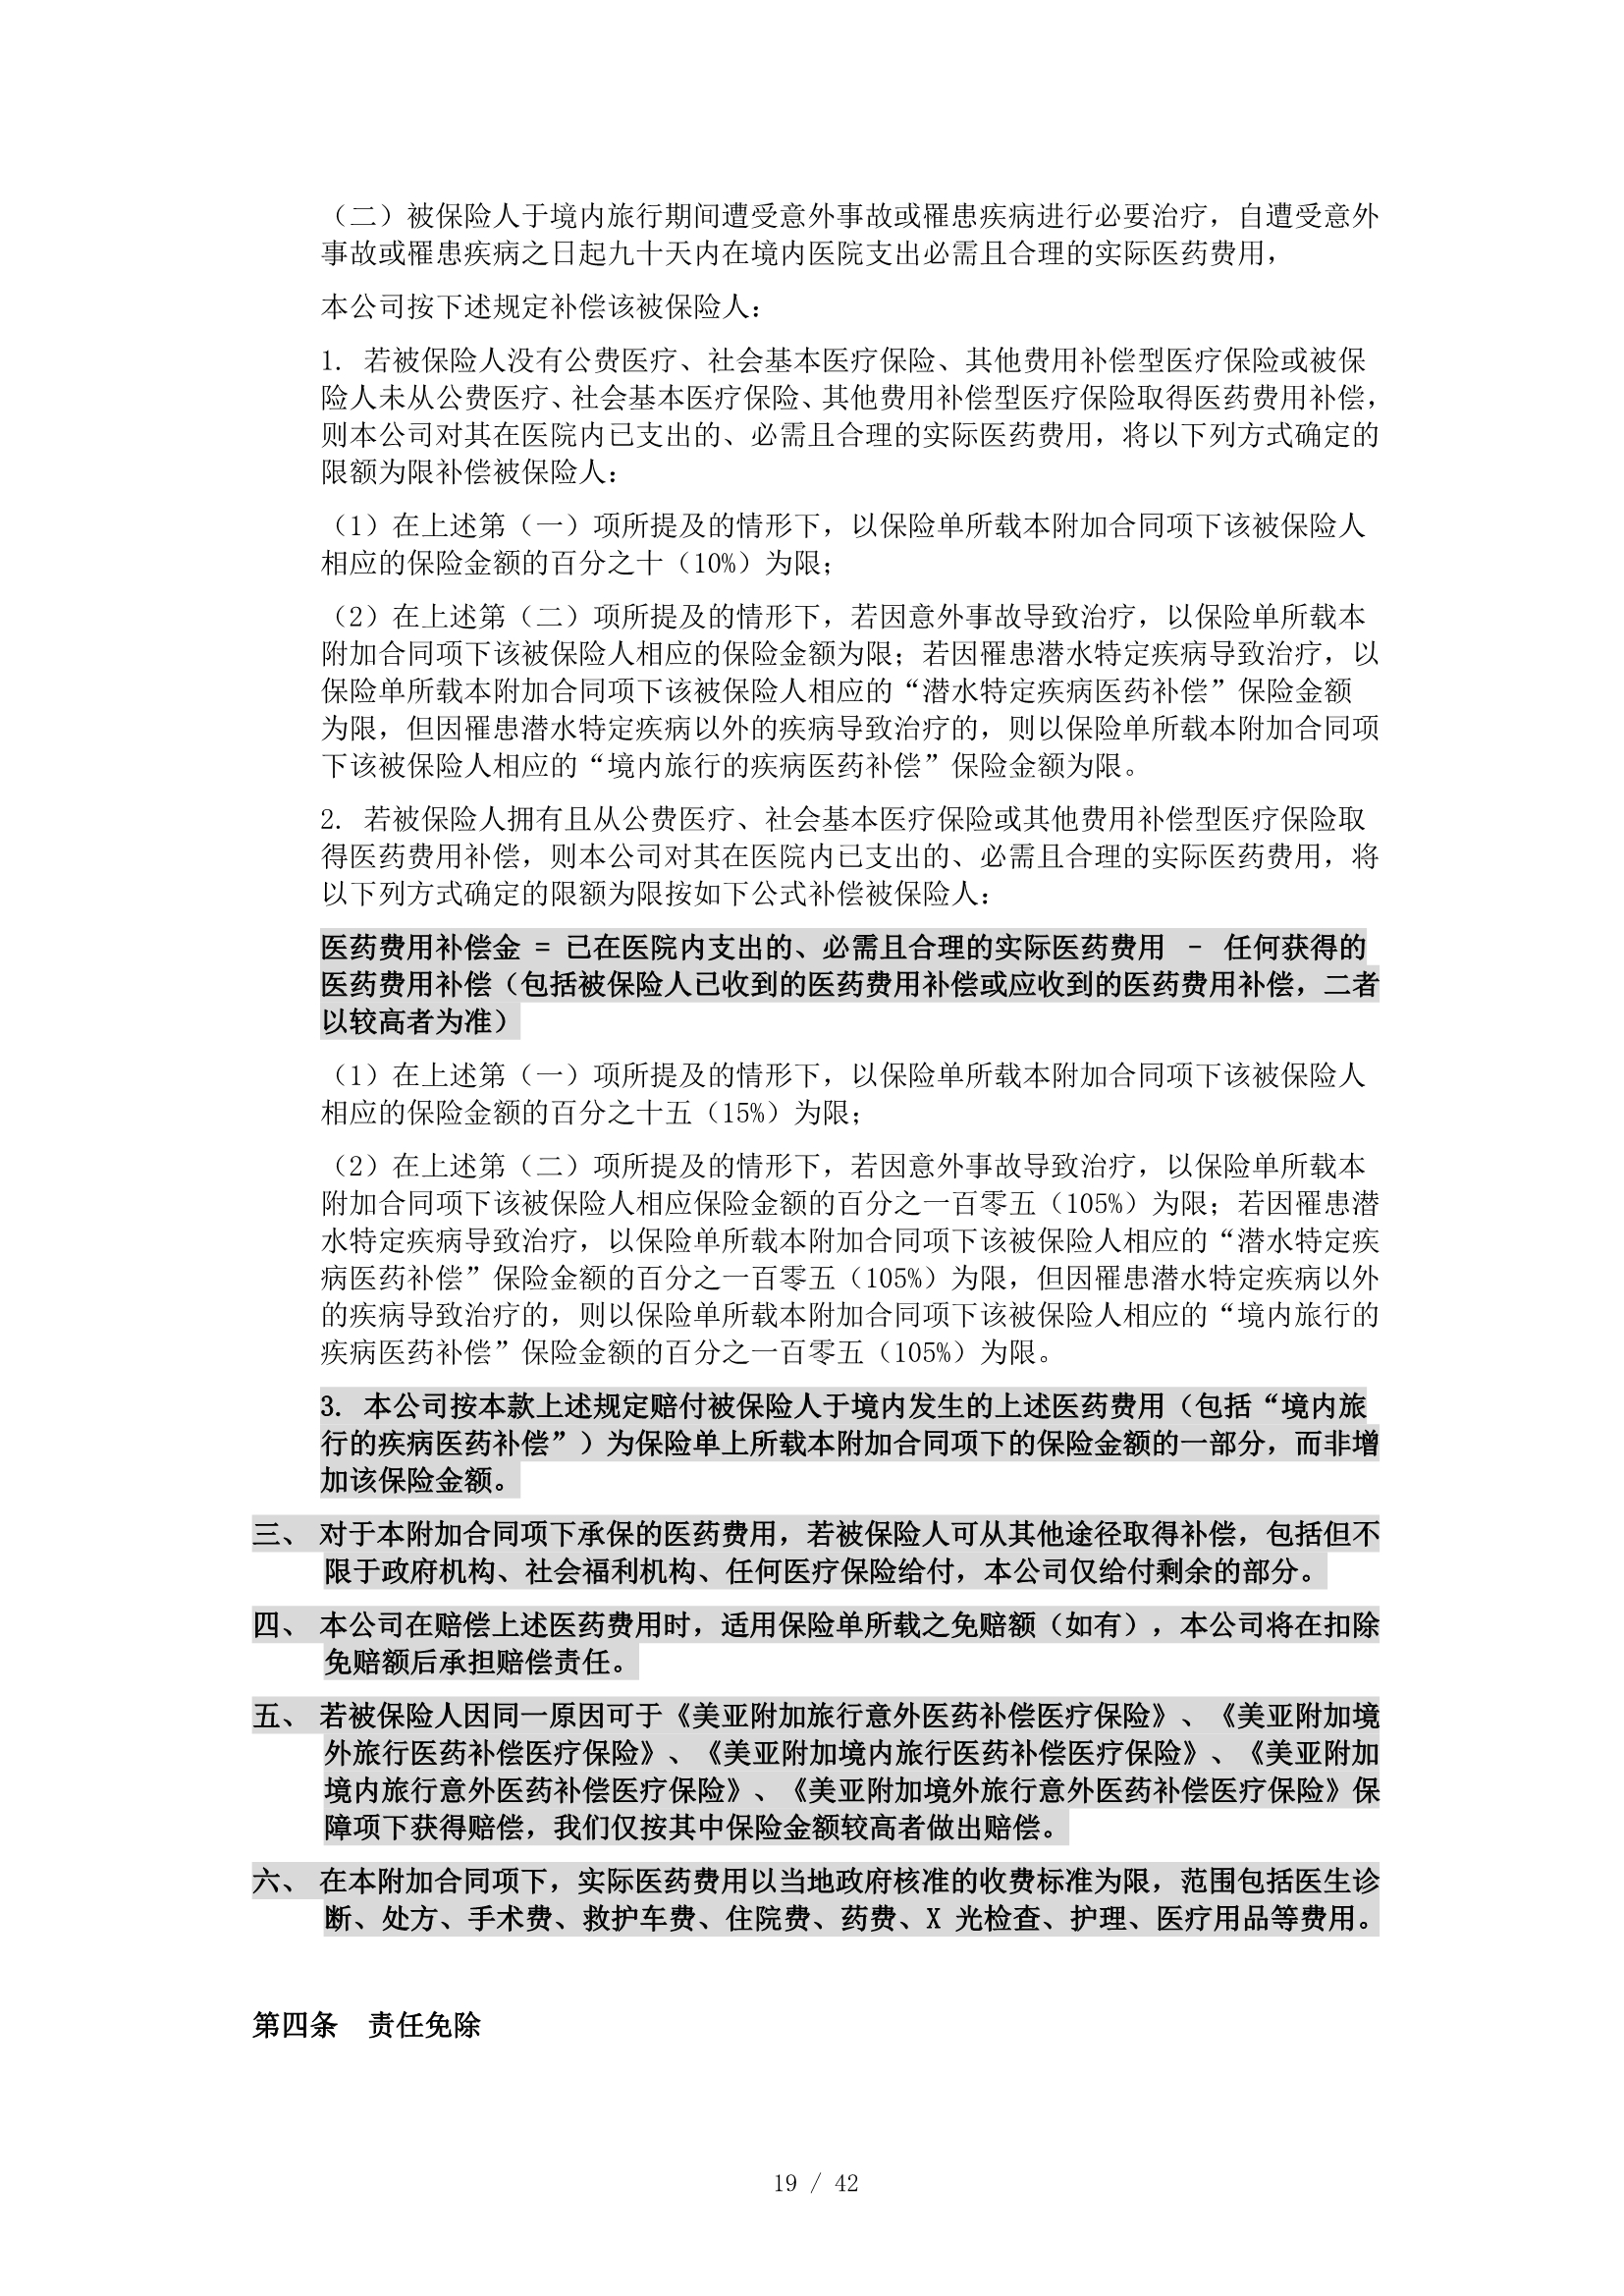 （二）被保险人于境内旅行期间遭受意外事故或罹患疾病进行必要治疗，自遭受意外
事故或罹患疾病之日起九十天内在境内医院支出必需且合理的实际医药费用，
本公司按下述规定补偿该被保险人：
1. 若被保险人没有公费医疗、社会基本医疗保险、其他费用补偿型医疗保险或被保
险人未从公费医疗、社会基本医疗保险、其他费用补偿型医疗保险取得医药费用补偿，
则本公司对其在医院内已支出的、必需且合理的实际医药费用，将以下列方式确定的
限额为限补偿被保险人：
（1）在上述第（一）项所提及的情形下，以保险单所载本附加合同项下该被保险人
相应的保险金额的百分之十（10%）为限；
（2）在上述第（二）项所提及的情形下，若因意外事故导致治疗，以保险单所载本
附加合同项下该被保险人相应的保险金额为限；若因罹患潜水特定疾病导致治疗，以
保险单所载本附加合同项下该被保险人相应的“潜水特定疾病医药补偿”保险金额
为限，但因罹患潜水特定疾病以外的疾病导致治疗的，则以保险单所载本附加合同项
下该被保险人相应的“境内旅行的疾病医药补偿”保险金额为限。
2. 若被保险人拥有且从公费医疗、社会基本医疗保险或其他费用补偿型医疗保险取
得医药费用补偿，则本公司对其在医院内已支出的、必需且合理的实际医药费用，将
以下列方式确定的限额为限按如下公式补偿被保险人：
医药费用补偿金 = 已在医院内支出的、必需且合理的实际医药费用 – 任何获得的
医药费用补偿（包括被保险人已收到的医药费用补偿或应收到的医药费用补偿，二者
以较高者为准）
（1）在上述第（一）项所提及的情形下，以保险单所载本附加合同项下该被保险人
相应的保险金额的百分之十五（15%）为限；
（2）在上述第（二）项所提及的情形下，若因意外事故导致治疗，以保险单所载本
附加合同项下该被保险人相应保险金额的百分之一百零五（105%）为限；若因罹患潜
水特定疾病导致治疗，以保险单所载本附加合同项下该被保险人相应的“潜水特定疾
病医药补偿”保险金额的百分之一百零五（105%）为限，但因罹患潜水特定疾病以外
的疾病导致治疗的，则以保险单所载本附加合同项下该被保险人相应的“境内旅行的
疾病医药补偿”保险金额的百分之一百零五（105%）为限。
3. 本公司按本款上述规定赔付被保险人于境内发生的上述医药费用（包括“境内旅
行的疾病医药补偿”）为保险单上所载本附加合同项下的保险金额的一部分，而非增
加该保险金额。
三、 对于本附加合同项下承保的医药费用，若被保险人可从其他途径取得补偿，包括但不
限于政府机构、社会福利机构、任何医疗保险给付，本公司仅给付剩余的部分。
四、 本公司在赔偿上述医药费用时，适用保险单所载之免赔额（如有），本公司将在扣除
免赔额后承担赔偿责任。
五、 若被保险人因同一原因可于《美亚附加旅行意外医药补偿医疗保险》、《美亚附加境
外旅行医药补偿医疗保险》、《美亚附加境内旅行医药补偿医疗保险》、《美亚附加
境内旅行意外医药补偿医疗保险》、《美亚附加境外旅行意外医药补偿医疗保险》保
障项下获得赔偿，我们仅按其中保险金额较高者做出赔偿。
六、 在本附加合同项下，实际医药费用以当地政府核准的收费标准为限，范围包括医生诊
断、处方、手术费、救护车费、住院费、药费、X 光检查、护理、医疗用品等费用。
第四条 责任免除
19 / 42